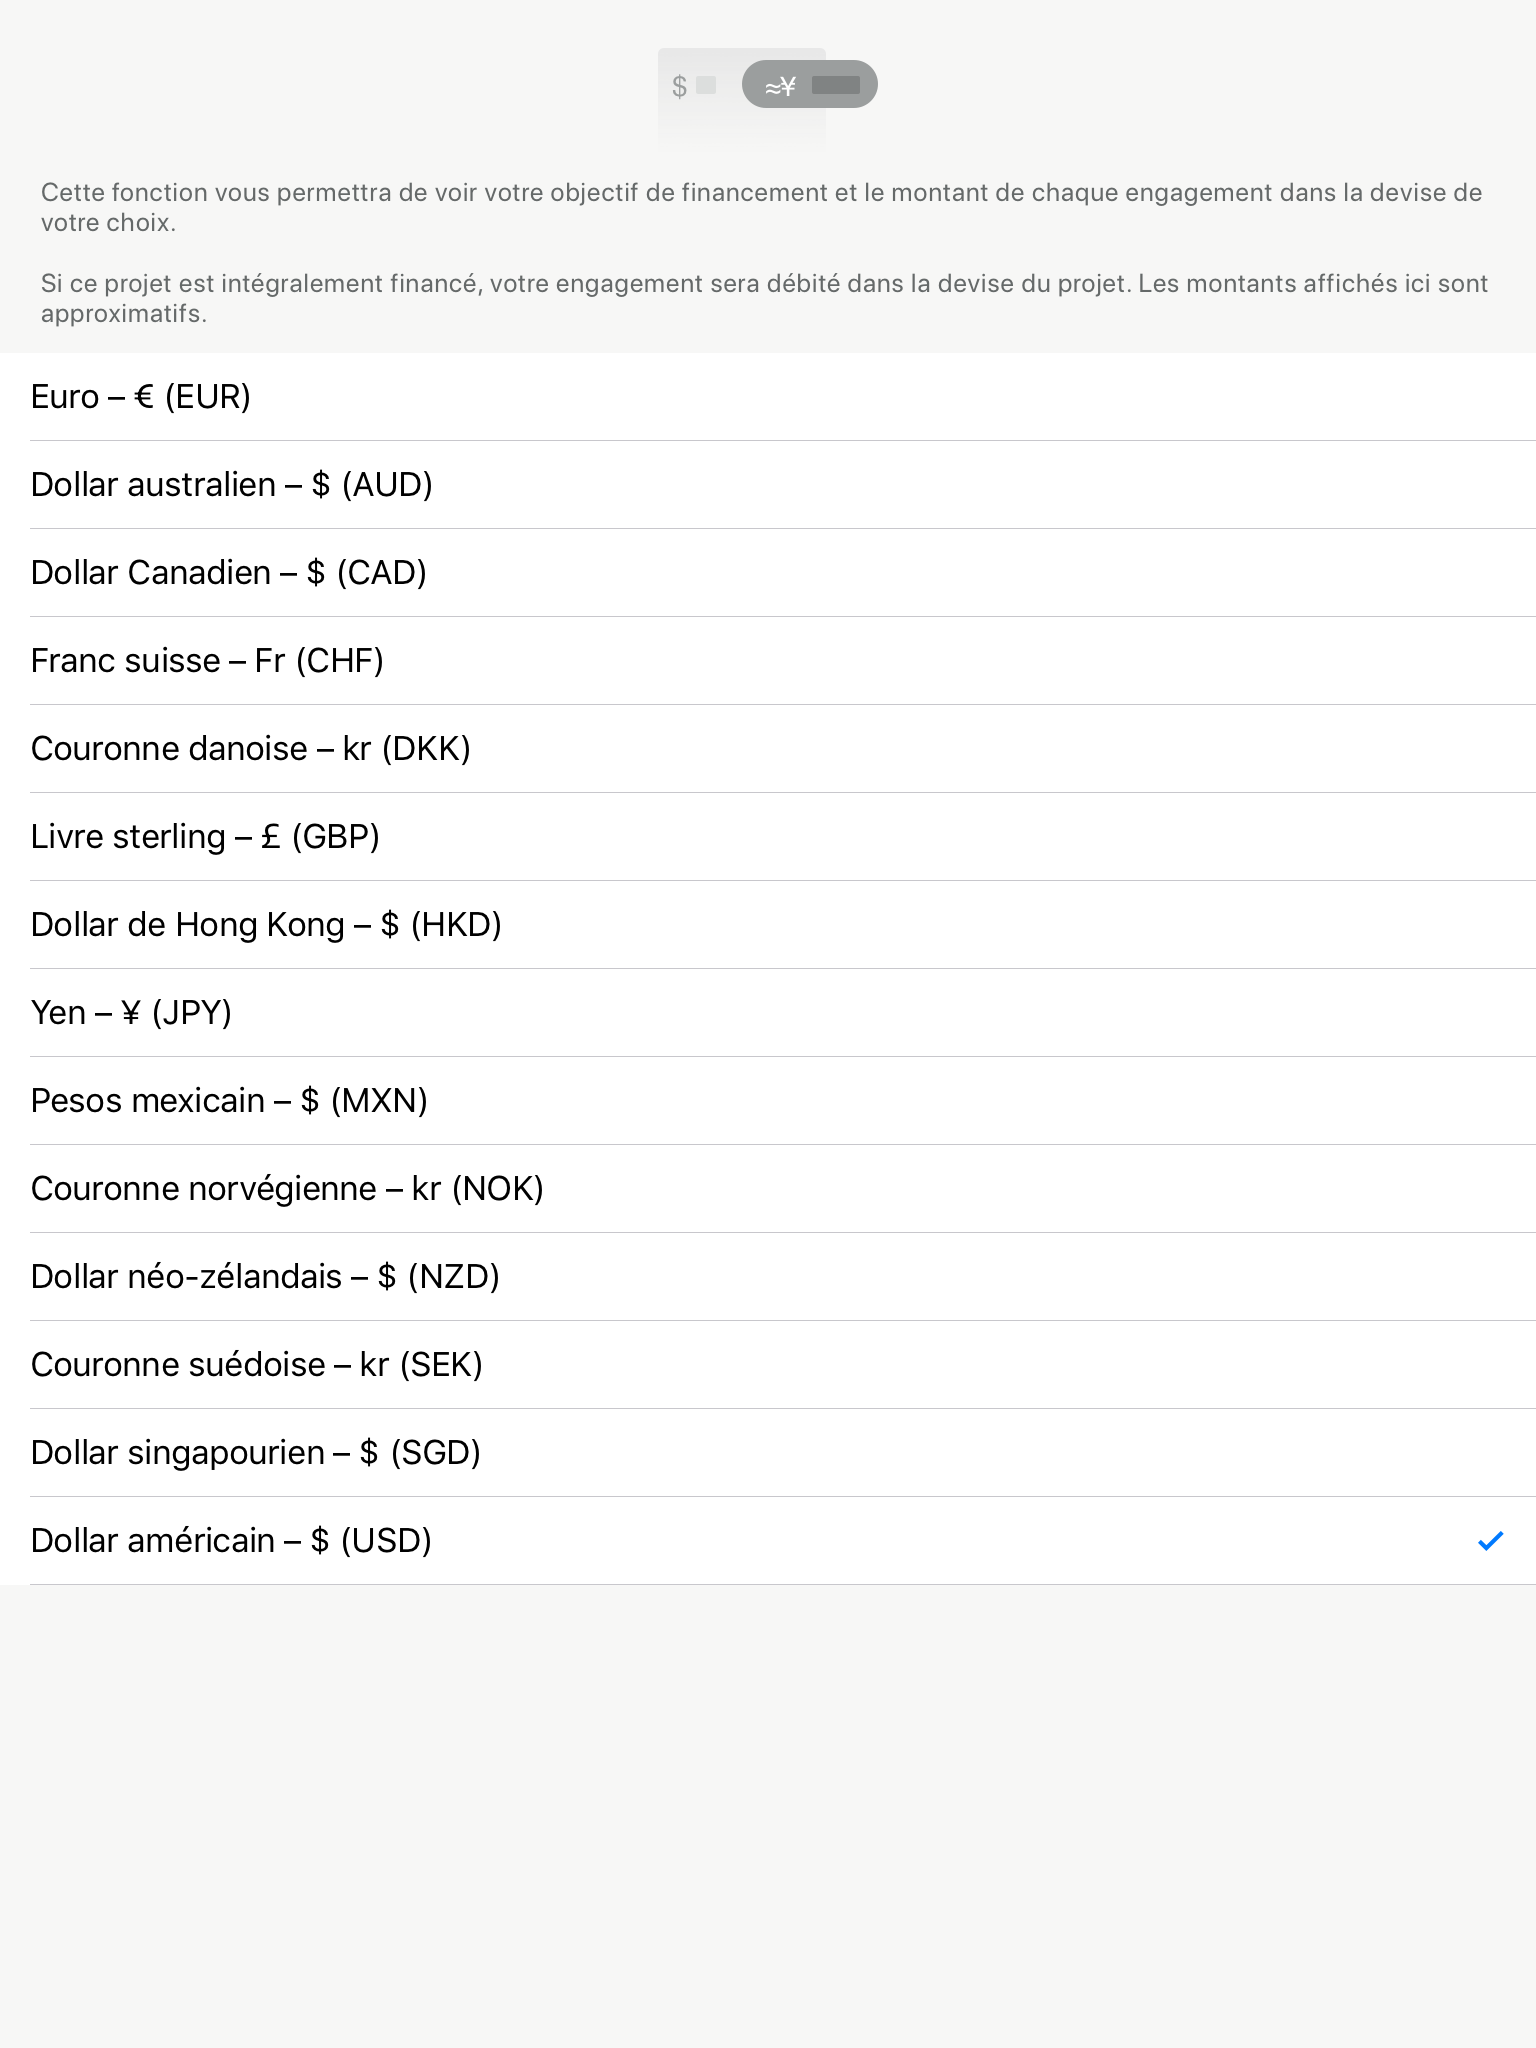 $ ≈¥
Cette fonction vous permettra de voir votre objectif de financement et le montant de chaque engagement dans la devise de
votre choix.
Si ce projet est intégralement financé, votre engagement sera débité dans la devise du projet. Les montants affichés ici sont
approximatifs.
Euro – € (EUR)
Dollar australien – $ (AUD)
Dollar Canadien – $ (CAD)
Franc suisse – Fr (CHF)
Couronne danoise – kr (DKK)
Livre sterling – £ (GBP)
Dollar de Hong Kong – $ (HKD)
Yen – ¥ (JPY)
Pesos mexicain – $ (MXN)
Couronne norvégienne – kr (NOK)
Dollar néo-zélandais – $ (NZD)
Couronne suédoise – kr (SEK)
Dollar singapourien – $ (SGD)
Dollar américain – $ (USD)